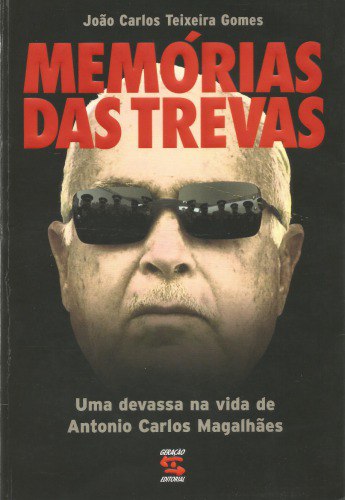 João Carlos Teixeira Gomes
MEMÓRIAS
DAS TREVAS
Uma devassa na vida de
Antonio Carlos Magalhães
GERAÇÃO
EDITORIAL